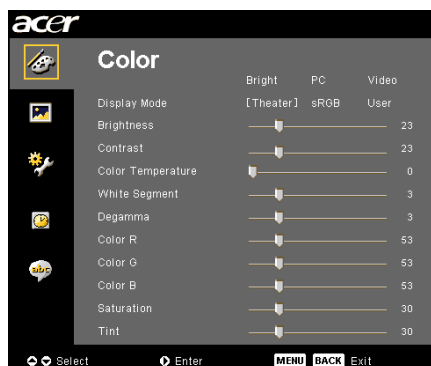 acer
Color
Bright PC Video
Display Mode [Theater] sRGB User
Brightness 23
Contrast 23
Color Temperature 0
White Segment 3
Degamma 3
Color R 53
Color G 53
Color B 53
Saturation 30
Tint 30
abc
Select Enter MENU BACK Exit